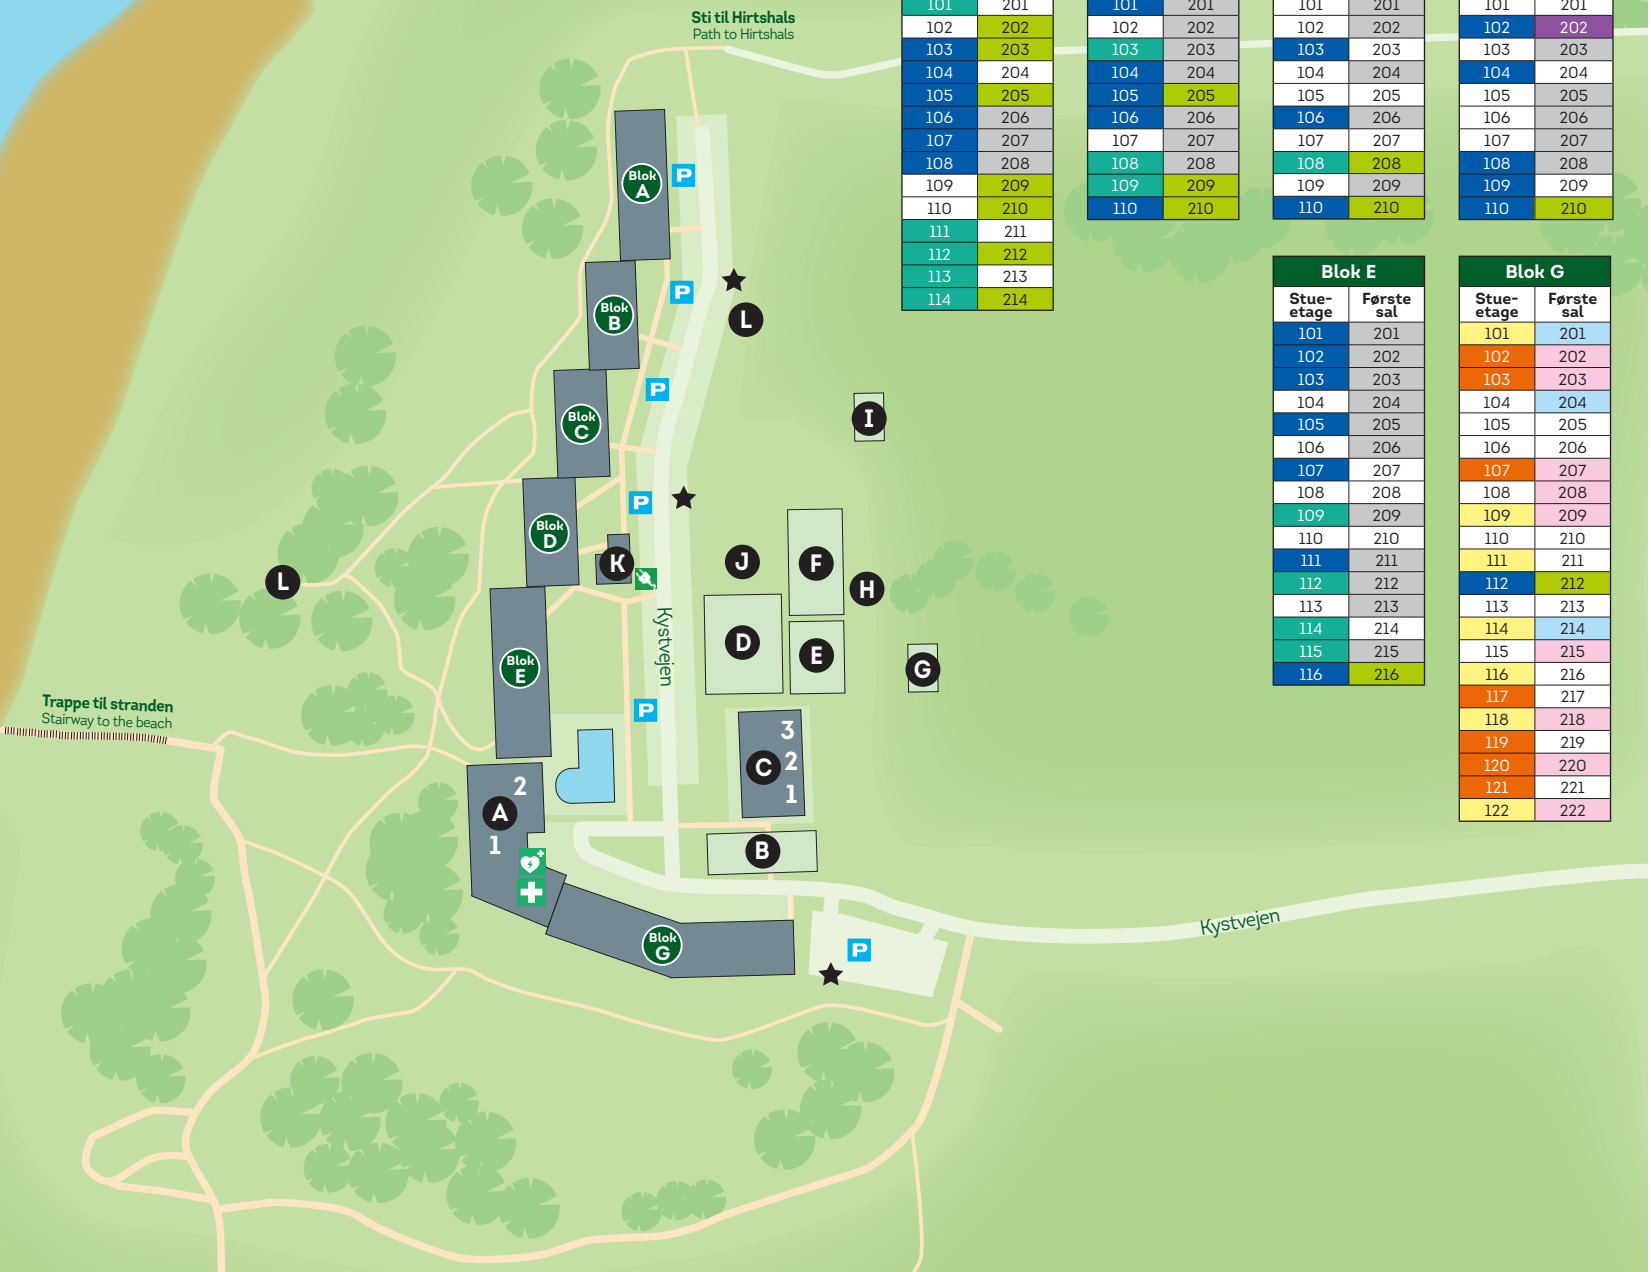 Sti til Hirtshals
Path to Hirtshals
101 201
102 202
103 203
104 204
105 205
106 206
107 207
108 208
109 209
110 210
111 211
112 212
113 213
114 214
101 201
102 202
103 203
104 204
105 205
106 206
107 207
108 208
109 209
110 210
101 201
102 202
103 203
104 204
105 205
106 206
107 207
108 208
109 209
110 210
101 201
102 202
103 203
104 204
105 205
106 206
107 207
108 208
109 209
110 210
Blok E
Stue-
etage
Første
sal
101 201
102 202
103 203
104 204
105 205
106 206
107 207
108 208
109 209
110 210
111 211
112 212
113 213
114 214
115 215
116 216
Blok G
Stue-
etage
Første
sal
101 201
102 202
103 203
104 204
105 205
106 206
107 207
108 208
109 209
110 210
111 211
112 212
113 213
114 214
115 215
116 216
117 217
118 218
119 219
120 220
121 221
122 222
Blok
A
P
Blok
B
P
L
P
Blok
C
I
P
Blok
D
K
J
F
H
L
Kystvejen
D
E
G
Blok
E
P
Trappe til stranden
Stairway to the beach
3
C
2
1
2
A
1
B
Blok
G
P
Kystvejen